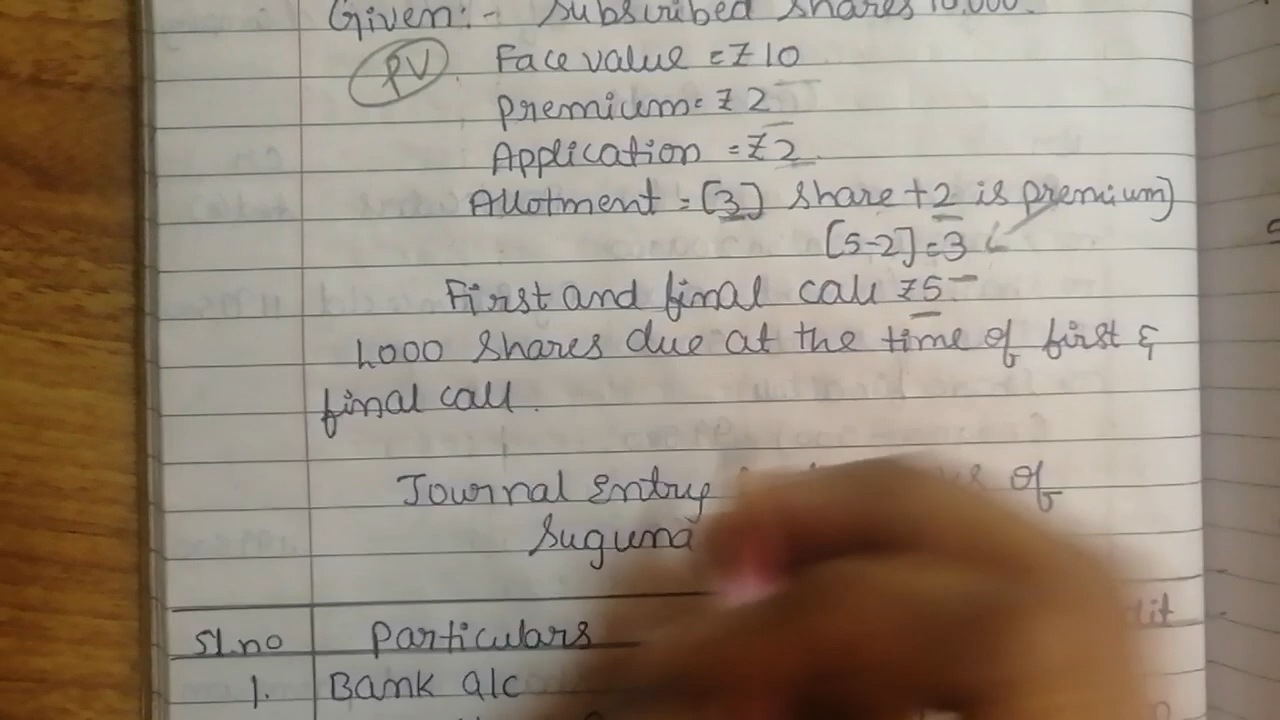 Given:- Subscribed shares 10,000.
PV Face value = ₹10
Premium = ₹2
Application = ₹2
Allotment = [3] share + 2 is premium]
[5-2] = 3
First and final call ₹5
1,000 shares due at the time of first &
final call.
Journal Entry of
Suguna
Sl.no Particulars
1. Bank a/c